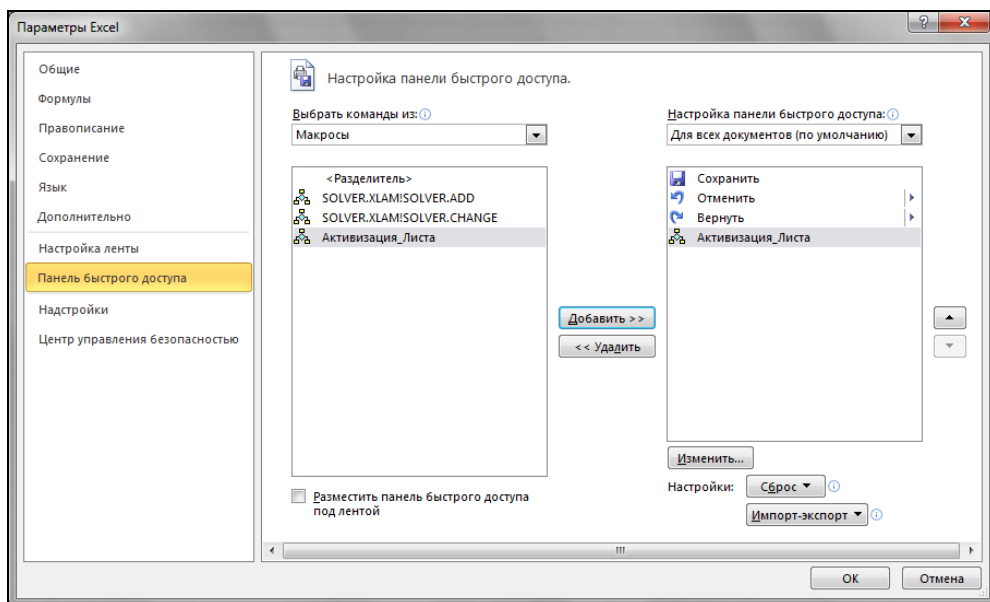 Параметры Excel
Общие
Формулы
Правописание
Сохранение
Язык
Дополнительно
Настройка ленты
Панель быстрого доступа
Надстройки
Центр управления безопасностью
Настройка панели быстрого доступа.
Выбрать команды из:
Макросы
<Разделитель>
SOLVER.XLAM!SOLVER.ADD
SOLVER.XLAM!SOLVER.CHANGE
Активизация_Листа
Разместить панель быстрого доступа
под лентой
Добавить >>
<< Удалить
Настройка панели быстрого доступа:
Для всех документов (по умолчанию)
Сохранить
Отменить
Вернуть
Активизация_Листа
Изменить...
Настройки: Сброс
Импорт-экспорт
ОК Отмена